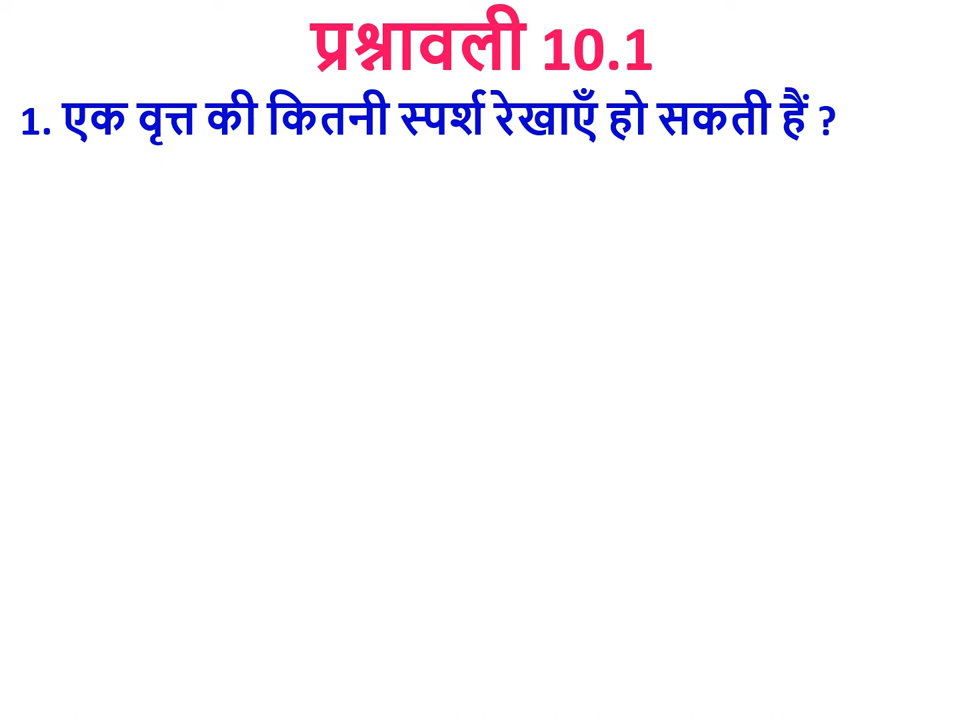 प्रश्नावली 10.1
1. एक वृत्त की कितनी स्पर्श रेखाएँ हो सकती हैं ?